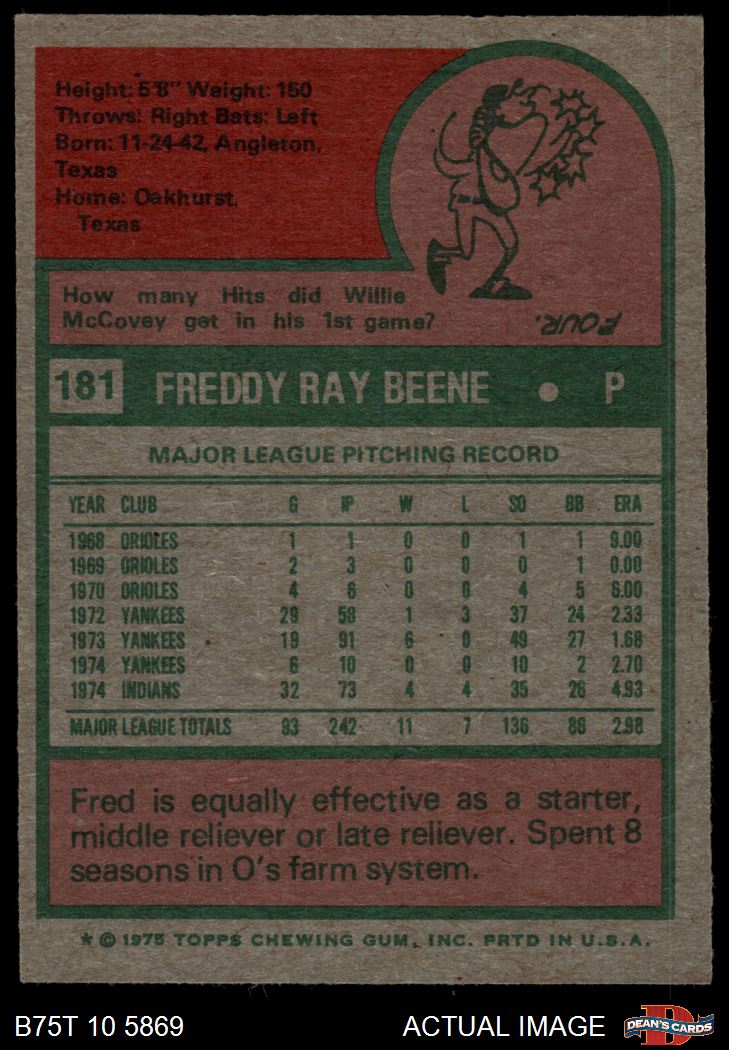 Height: 5'8" Weight: 150
Throws: Right Bats: Left
Born: 11-24-42, Angleton,
Texas
Home: Oakhurst,
Texas
How many Hits did Willie
McCovey get in his 1st game?
FOUR.
181 FREDDY RAY BEENE • P
MAJOR LEAGUE PITCHING RECORD
YEAR CLUB G IP W L SO BB ERA
1968 ORIOLES 1 1 0 0 1 1 9.00
1969 ORIOLES 2 3 0 0 0 1 0.00
1970 ORIOLES 4 6 0 0 4 5 6.00
1972 YANKEES 29 58 1 3 37 24 2.33
1973 YANKEES 19 91 6 0 49 27 1.68
1974 YANKEES 6 10 0 0 10 2 2.70
1974 INDIANS 32 73 4 4 35 26 4.93
MAJOR LEAGUE TOTALS 93 242 11 7 136 86 2.98
Fred is equally effective as a starter,
middle reliever or late reliever. Spent 8
seasons in O's farm system.
* © 1975 TOPPS CHEWING GUM, INC. PRTD IN U.S.A.
B75T 10 5869 ACTUAL IMAGE
D
DEAN'S CARDS